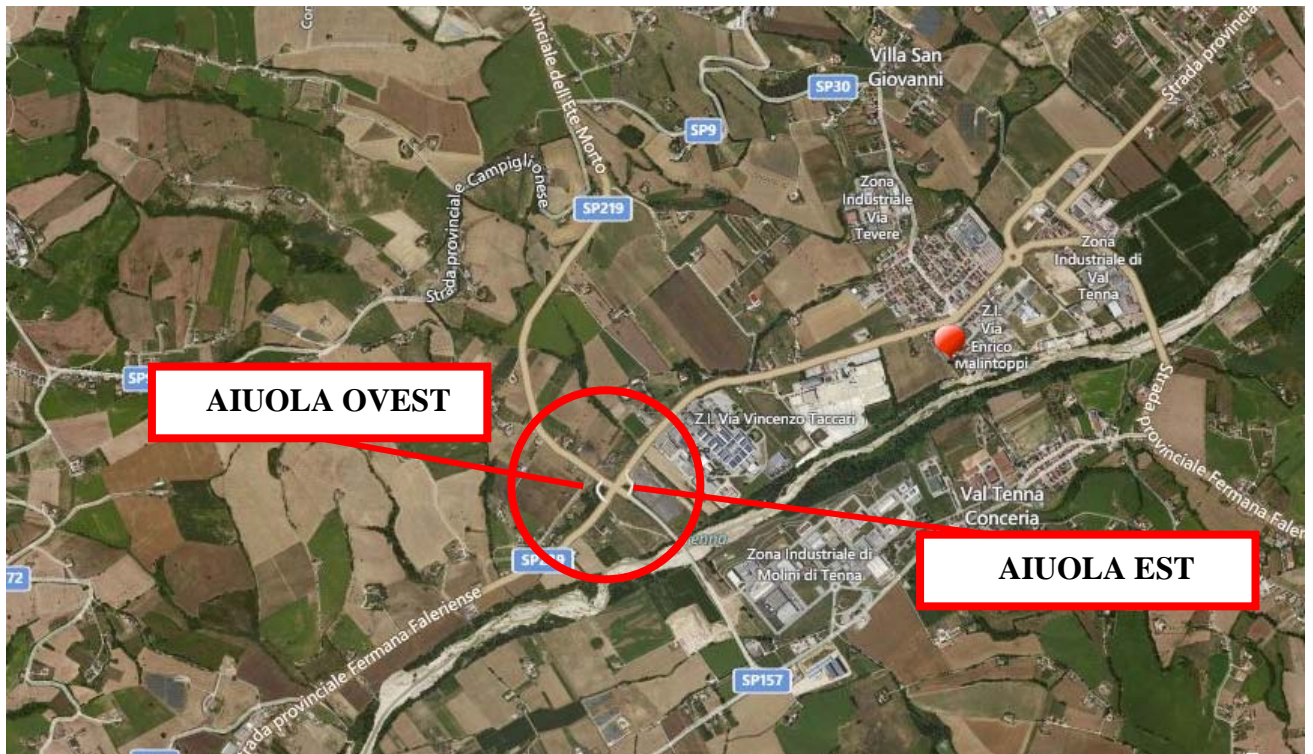 Villa San
Giovanni
SP30
SP9
Strada provinciale
Provinciale dell'Ete Morto
Strada provinciale Campiglionese
SP219
Zona
Industriale
Via
Tevere
Zona
Industriale di
Val
Tenna
Z.I.
Via
Enrico
Malintoppi
AIUOLA OVEST
Z.I. Via Vincenzo Taccari
Strada provinciale Fermana Faler
Val Tenna
Conceria
Zona Industriale di
Molini di Tenna
AIUOLA EST
72
Strada provinciale Fermana Faleriense
SP157